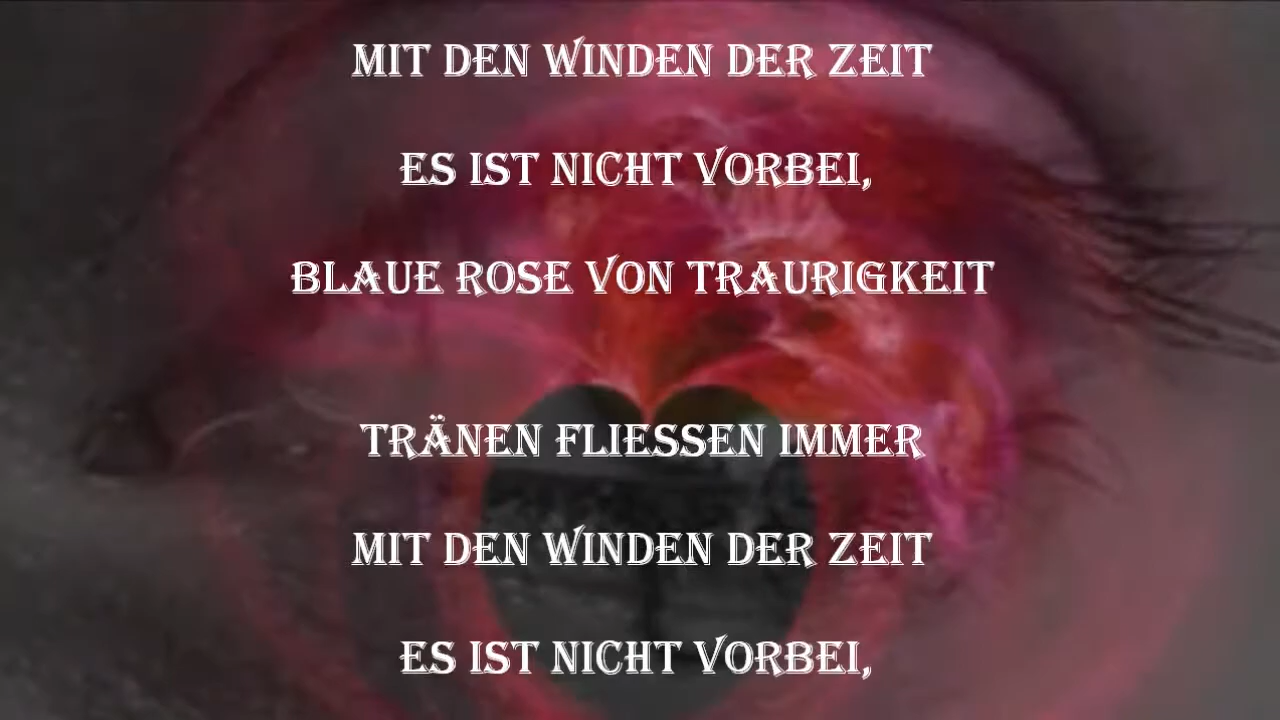 MIT DEN WINDEN DER ZEIT
ES IST NICHT VORBEI,
BLAUE ROSE VON TRAURIGKEIT
TRÄNEN FLIESSEN IMMER
MIT DEN WINDEN DER ZEIT
ES IST NICHT VORBEI,